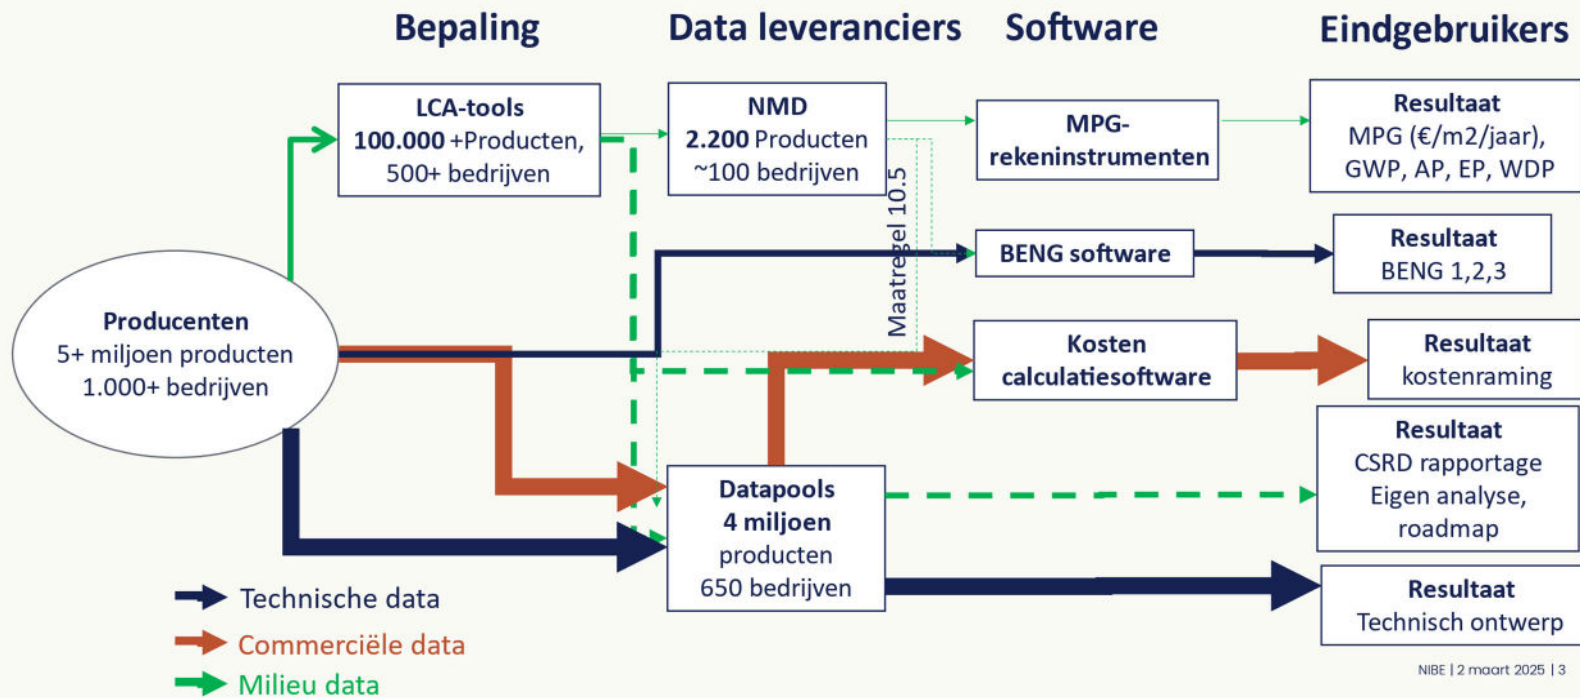 Bepaling
Data leveranciers
Software
Eindgebruikers
LCA-tools
100.000 +Producten,
500+ bedrijven
NMD
2.200 Producten
~100 bedrijven
MPG-
rekeninstrumenten
Resultaat
MPG (€/m2/jaar),
GWP, AP, EP, WDP
Maatregel 10.5
BENG software
Resultaat
BENG 1,2,3
Producenten
5+ miljoen producten
1.000+ bedrijven
Kosten
calculatiesoftware
Resultaat
kostenraming
Datapools
4 miljoen
producten
650 bedrijven
Resultaat
CSRD rapportage
Eigen analyse,
roadmap
Resultaat
Technisch ontwerp
Technische data
Commerciële data
Milieu data
NIBE | 2 maart 2025 | 3